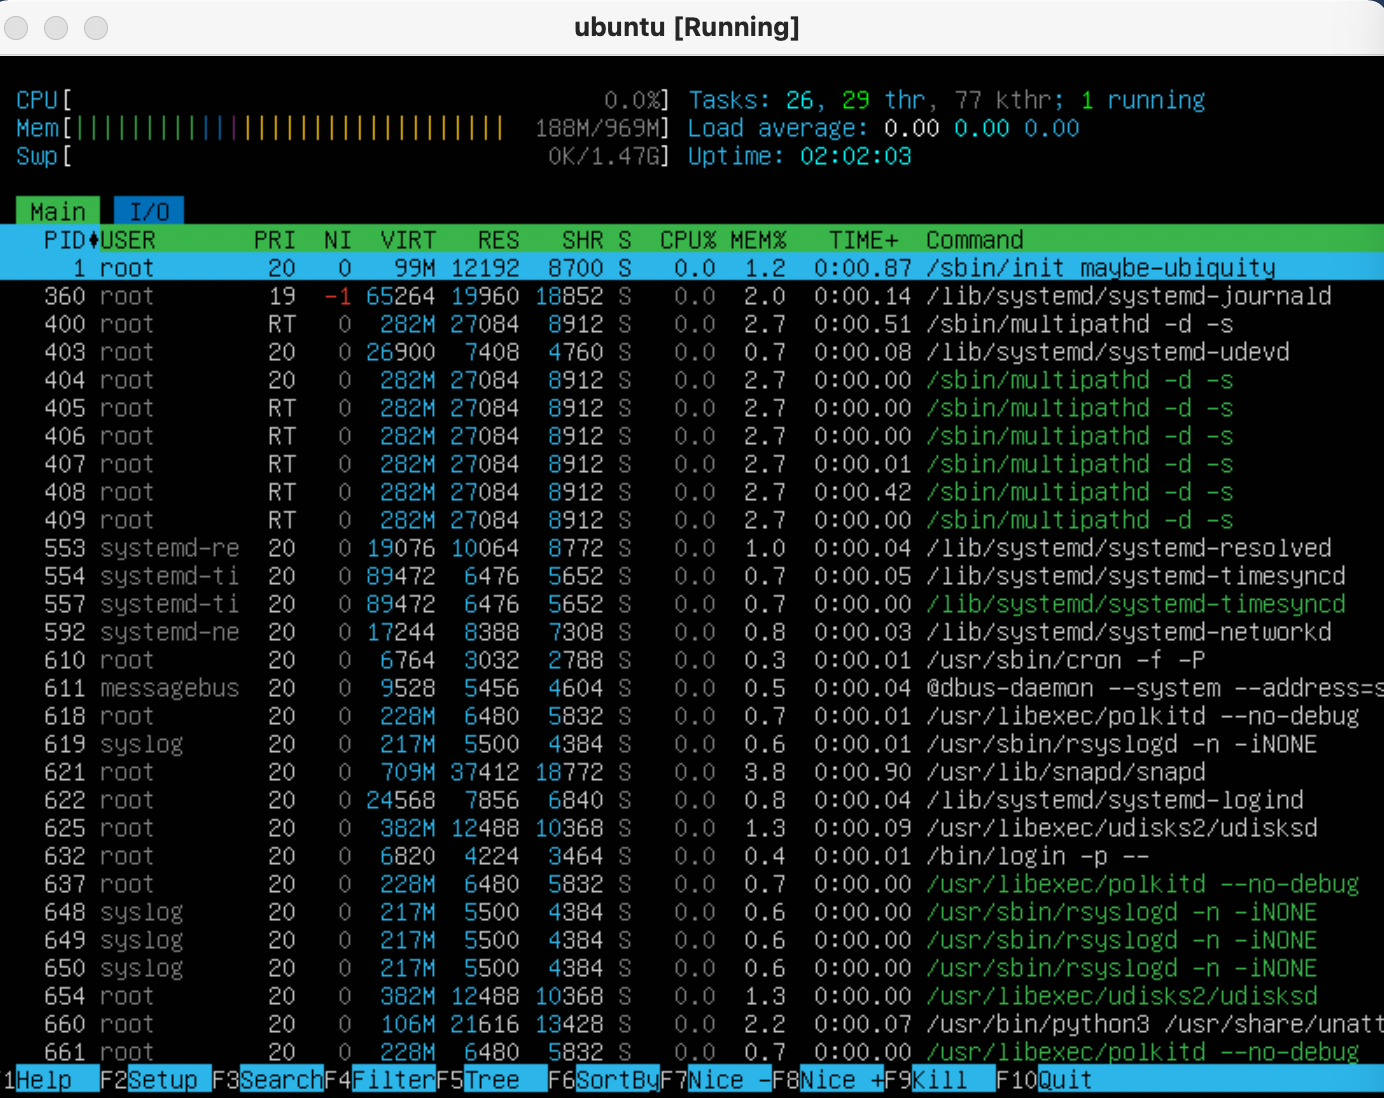 ubuntu [Running]
CPU[ 0.0%] Tasks: 26, 29 thr, 77 kthr; 1 running
Mem[||||||||||||||||||||||||||||||| 188M/969M] Load average: 0.00 0.00 0.00
Swp[ 0K/1.47G] Uptime: 02:02:03
Main I/O
PID♦USER PRI NI VIRT RES SHR S CPU% MEM% TIME+ Command
1 root 20 0 99M 12192 8700 S 0.0 1.2 0:00.87 /sbin/init maybe-ubiquity
360 root 19 -1 65264 19960 18852 S 0.0 2.0 0:00.14 /lib/systemd/systemd-journald
400 root RT 0 282M 27084 8912 S 0.0 2.7 0:00.51 /sbin/multipathd -d -s
403 root 20 0 26900 7408 4760 S 0.0 0.7 0:00.08 /lib/systemd/systemd-udevd
404 root 20 0 282M 27084 8912 S 0.0 2.7 0:00.00 /sbin/multipathd -d -s
405 root RT 0 282M 27084 8912 S 0.0 2.7 0:00.00 /sbin/multipathd -d -s
406 root RT 0 282M 27084 8912 S 0.0 2.7 0:00.00 /sbin/multipathd -d -s
407 root RT 0 282M 27084 8912 S 0.0 2.7 0:00.01 /sbin/multipathd -d -s
408 root RT 0 282M 27084 8912 S 0.0 2.7 0:00.42 /sbin/multipathd -d -s
409 root RT 0 282M 27084 8912 S 0.0 2.7 0:00.00 /sbin/multipathd -d -s
553 systemd-re 20 0 19076 10064 8772 S 0.0 1.0 0:00.04 /lib/systemd/systemd-resolved
554 systemd-ti 20 0 89472 6476 5652 S 0.0 0.7 0:00.05 /lib/systemd/systemd-timesyncd
557 systemd-ti 20 0 89472 6476 5652 S 0.0 0.7 0:00.00 /lib/systemd/systemd-timesyncd
592 systemd-ne 20 0 17244 8388 7308 S 0.0 0.8 0:00.03 /lib/systemd/systemd-networkd
610 root 20 0 6764 3032 2788 S 0.0 0.3 0:00.01 /usr/sbin/cron -f -P
611 messagebus 20 0 9528 5456 4604 S 0.0 0.5 0:00.04 @dbus-daemon --system --address=s
618 root 20 0 228M 6480 5832 S 0.0 0.7 0:00.01 /usr/libexec/polkitd --no-debug
619 syslog 20 0 217M 5500 4384 S 0.0 0.6 0:00.01 /usr/sbin/rsyslogd -n -iNONE
621 root 20 0 709M 37412 18772 S 0.0 3.8 0:00.90 /usr/lib/snapd/snapd
622 root 20 0 24568 7856 6840 S 0.0 0.8 0:00.04 /lib/systemd/systemd-logind
625 root 20 0 382M 12488 10368 S 0.0 1.3 0:00.09 /usr/libexec/udisks2/udisksd
632 root 20 0 6820 4224 3464 S 0.0 0.4 0:00.01 /bin/login -p --
637 root 20 0 228M 6480 5832 S 0.0 0.7 0:00.00 /usr/libexec/polkitd --no-debug
648 syslog 20 0 217M 5500 4384 S 0.0 0.6 0:00.00 /usr/sbin/rsyslogd -n -iNONE
649 syslog 20 0 217M 5500 4384 S 0.0 0.6 0:00.00 /usr/sbin/rsyslogd -n -iNONE
650 syslog 20 0 217M 5500 4384 S 0.0 0.6 0:00.00 /usr/sbin/rsyslogd -n -iNONE
654 root 20 0 382M 12488 10368 S 0.0 1.3 0:00.00 /usr/libexec/udisks2/udisksd
660 root 20 0 106M 21616 13428 S 0.0 2.2 0:00.07 /usr/bin/python3 /usr/share/unatt
661 root 20 0 228M 6480 5832 S 0.0 0.7 0:00.00 /usr/libexec/polkitd --no-debug
1Help F2Setup F3SearchF4FilterF5Tree F6SortByF7Nice -F8Nice +F9Kill F10Quit